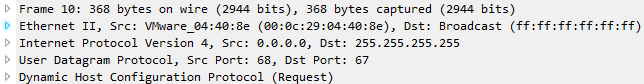 Frame 10: 368 bytes on wire (2944 bits), 368 bytes captured (2944 bits)
Ethernet II, Src: VMware_04:40:8e (00:0c:29:04:40:8e), Dst: Broadcast (ff:ff:ff:ff:ff:ff)
Internet Protocol Version 4, Src: 0.0.0.0, Dst: 255.255.255.255
User Datagram Protocol, Src Port: 68, Dst Port: 67
Dynamic Host Configuration Protocol (Request)